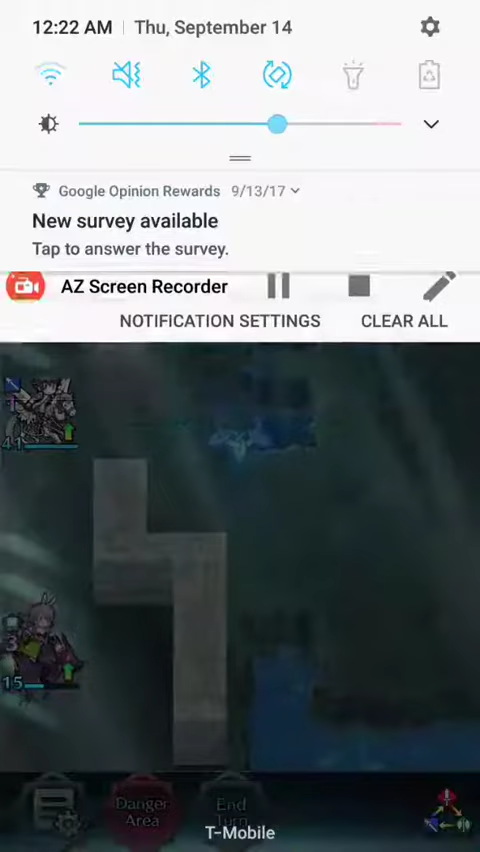 12:22 AM | Thu, September 14
Google Opinion Rewards 9/13/17
New survey available
Tap to answer the survey.
AZ Screen Recorder
NOTIFICATION SETTINGS CLEAR ALL
41
3
15
Danger
Area
End
Turn
T-Mobile